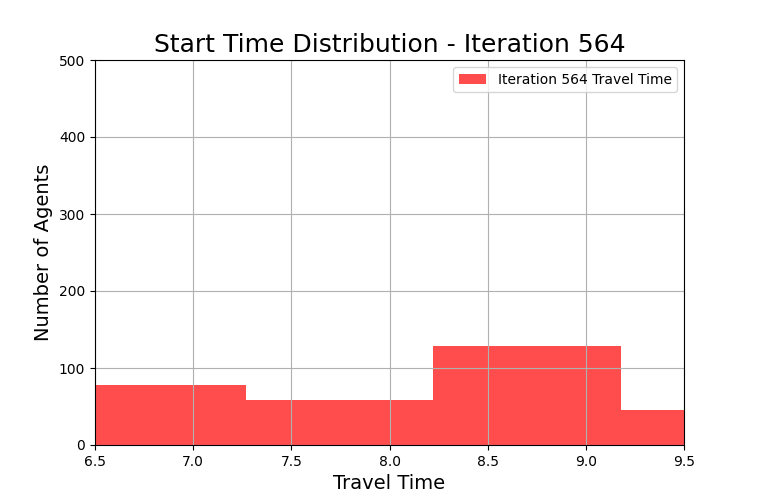 Start Time Distribution - Iteration 564
Iteration 564 Travel Time
Number of Agents
500
400
300
200
100
0
6.5 7.0 7.5 8.0 8.5 9.0 9.5
Travel Time